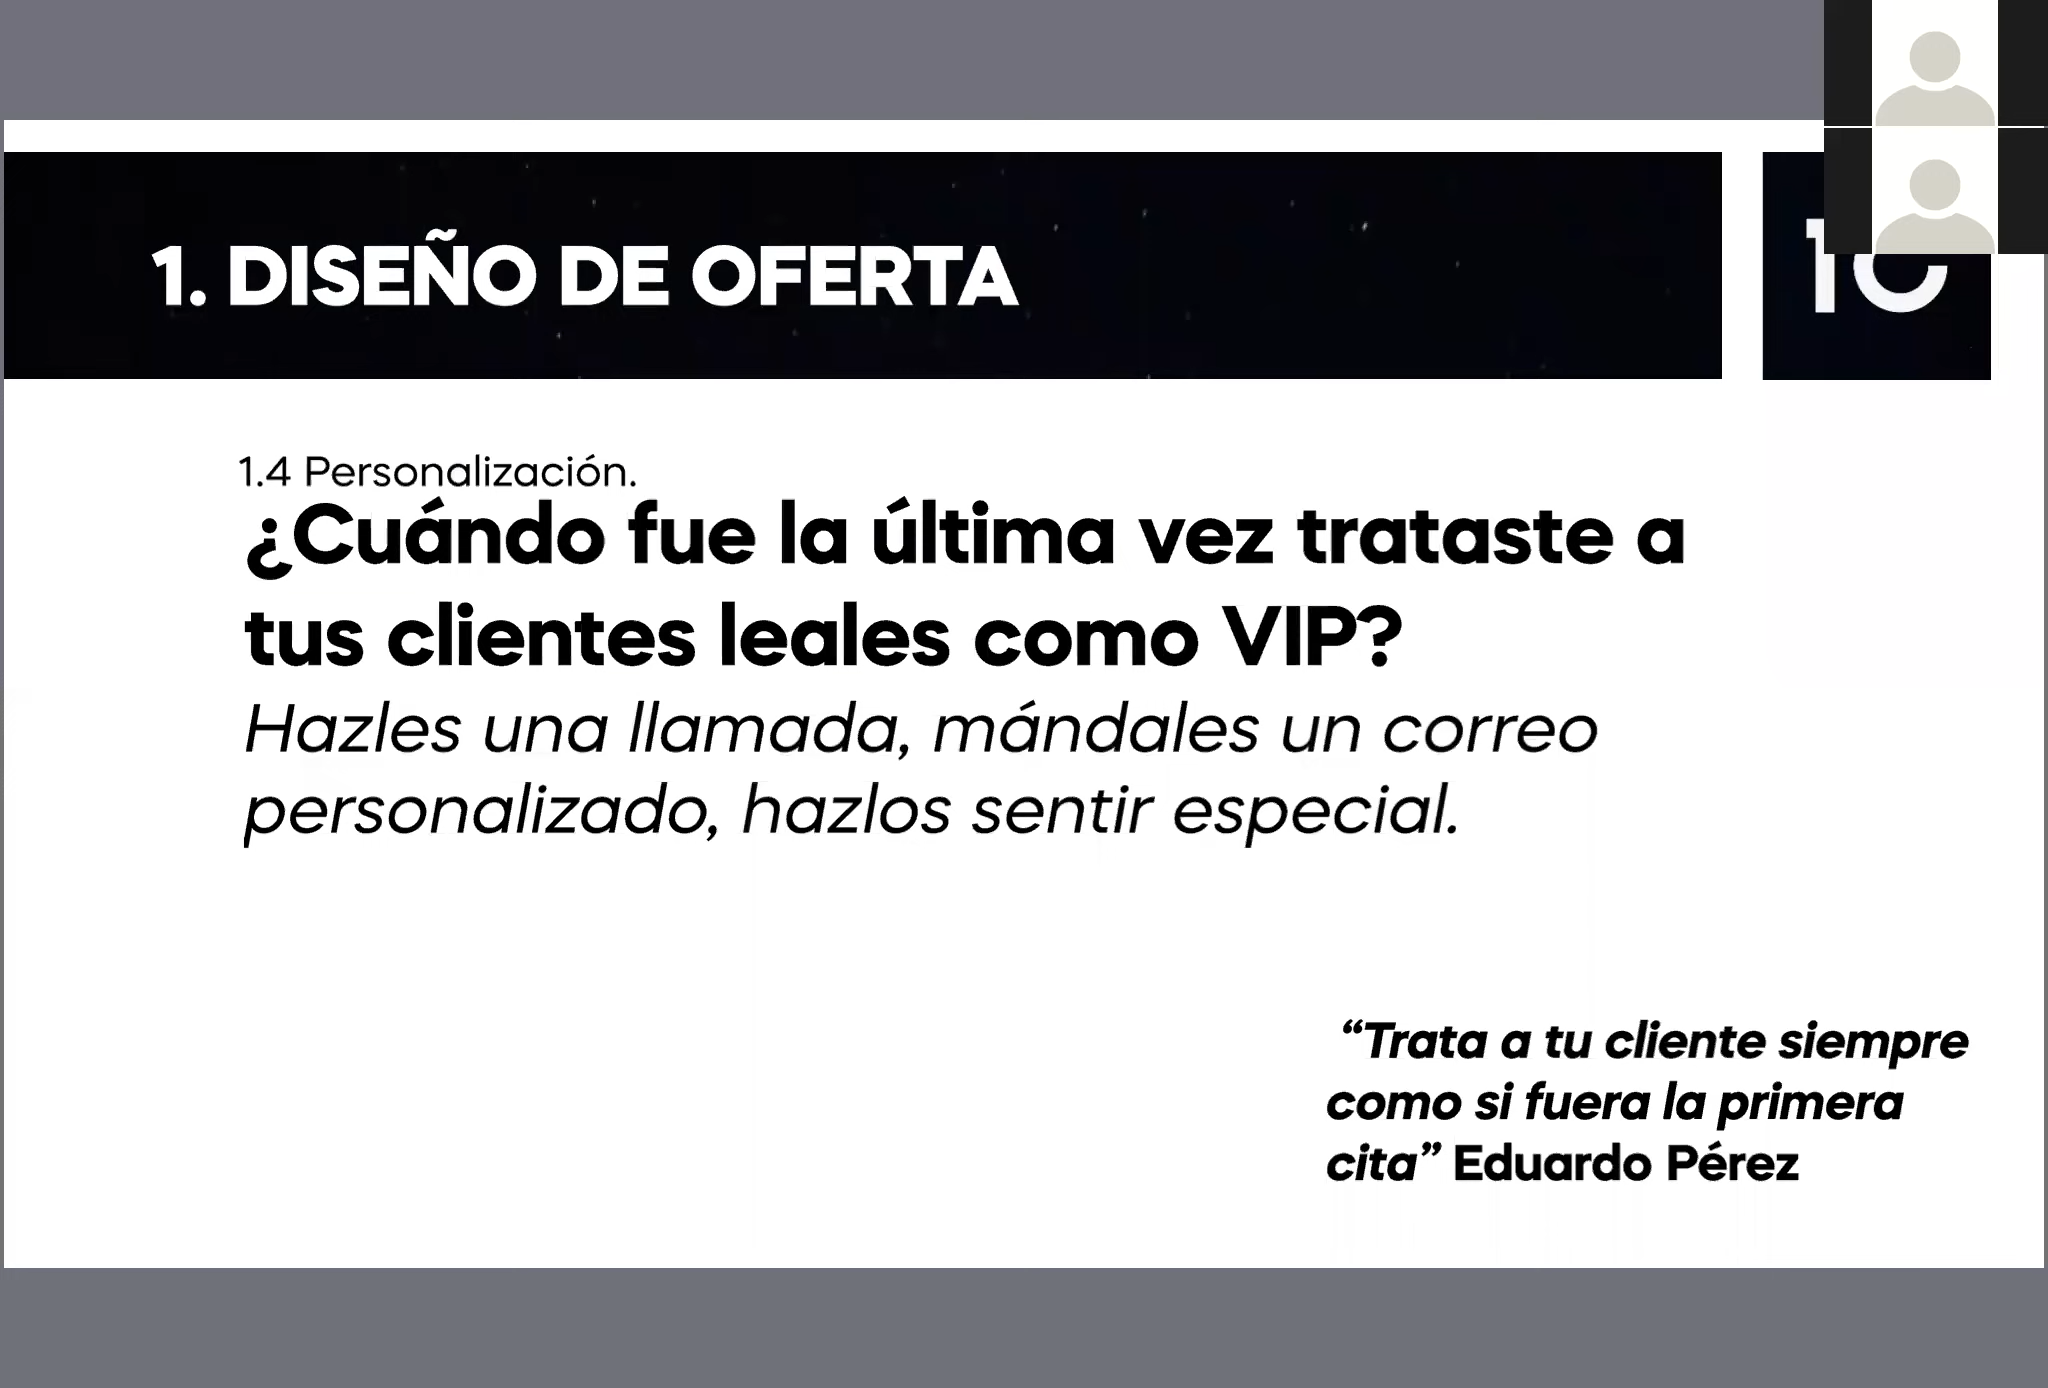 1. DISEÑO DE OFERTA
1.4 Personalización.
¿Cuándo fue la última vez trataste a
tus clientes leales como VIP?
Hazles una llamada, mándales un correo
personalizado, hazlos sentir especial.
“Trata a tu cliente siempre
como si fuera la primera
cita” Eduardo Pérez